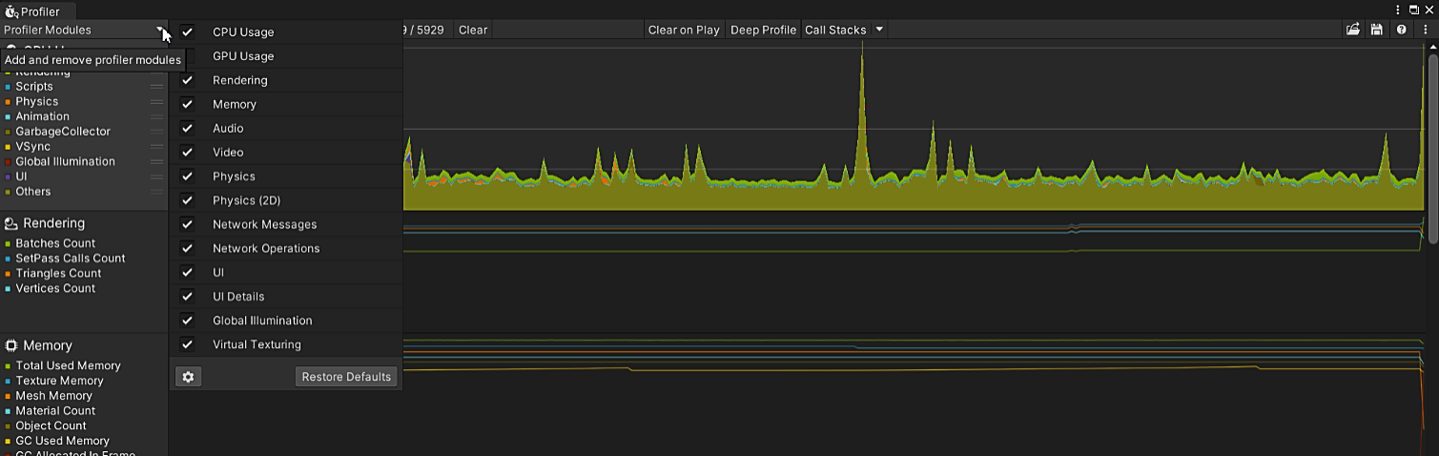 Profiler
Profiler Modules
/ 5929
Clear
Clear on Play
Deep Profile
Call Stacks
Add and remove profiler modules
Rendering
Scripts
Physics
Animation
GarbageCollector
VSync
Global Illumination
UI
Others
Rendering
Batches Count
SetPass Calls Count
Triangles Count
Vertices Count
Memory
Total Used Memory
Texture Memory
Mesh Memory
Material Count
Object Count
GC Used Memory
GC Allocated In Frame
CPU Usage
GPU Usage
Rendering
Memory
Audio
Video
Physics
Physics (2D)
Network Messages
Network Operations
UI
UI Details
Global Illumination
Virtual Texturing
Restore Defaults